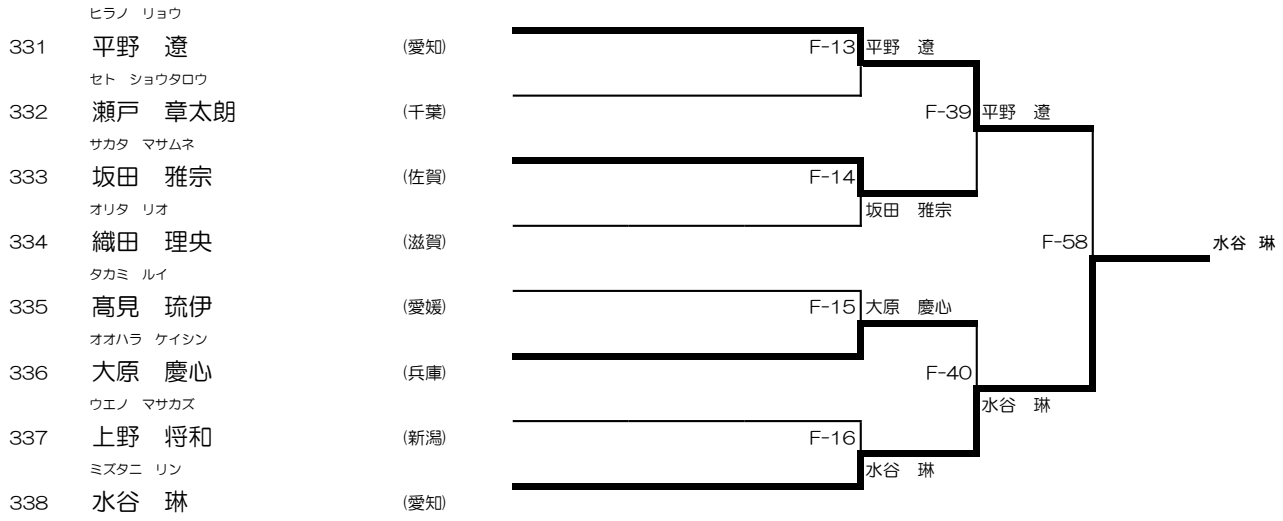 ヒラノ　リョウ
331　平野　遼　(愛知)　F-13　平野　遼
セト　ショウタロウ
332　瀬戸　章太朗　(千葉)　F-39　平野　遼
サカタ　マサムネ
333　坂田　雅宗　(佐賀)　F-14
オリタ　リオ　坂田　雅宗
334　織田　理央　(滋賀)　F-58　水谷　琳
タカミ　ルイ
335　髙見　琉伊　(愛媛)　F-15　大原　慶心
オオハラ　ケイシン
336　大原　慶心　(兵庫)　F-40
ウエノ　マサカズ　水谷　琳
337　上野　将和　(新潟)　F-16
ミズタニ　リン　水谷　琳
338　水谷　琳　(愛知)